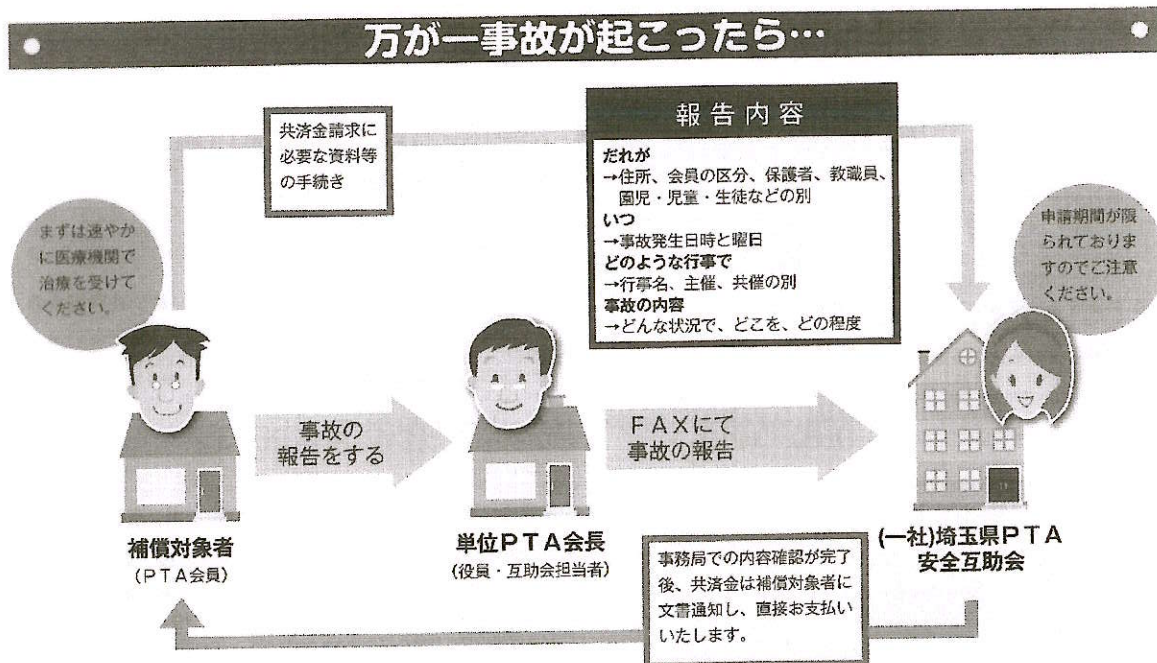 万が一事故が起こったら…
共済金請求に
必要な資料等
の手続き
報告内容
だれが
→住所、会員の区分、保護者、教職員、
園児・児童・生徒などの別
いつ
→事故発生日時と曜日
どのような行事で
→行事名、主催、共催の別
事故の内容
→どんな状況で、どこを、どの程度
まずは速やか
に医療機関で
治療を受けて
ください。
申請期間が限
られておりま
すのでご注意
ください。
事故の
報告をする
ＦＡＸにて
事故の報告
補償対象者
(ＰＴＡ会員)
単位ＰＴＡ会長
(役員・互助会担当者)
(一社)埼玉県ＰＴＡ
安全互助会
事務局での内容確認が完了
後、共済金は補償対象者に
文書通知し、直接お支払い
いたします。